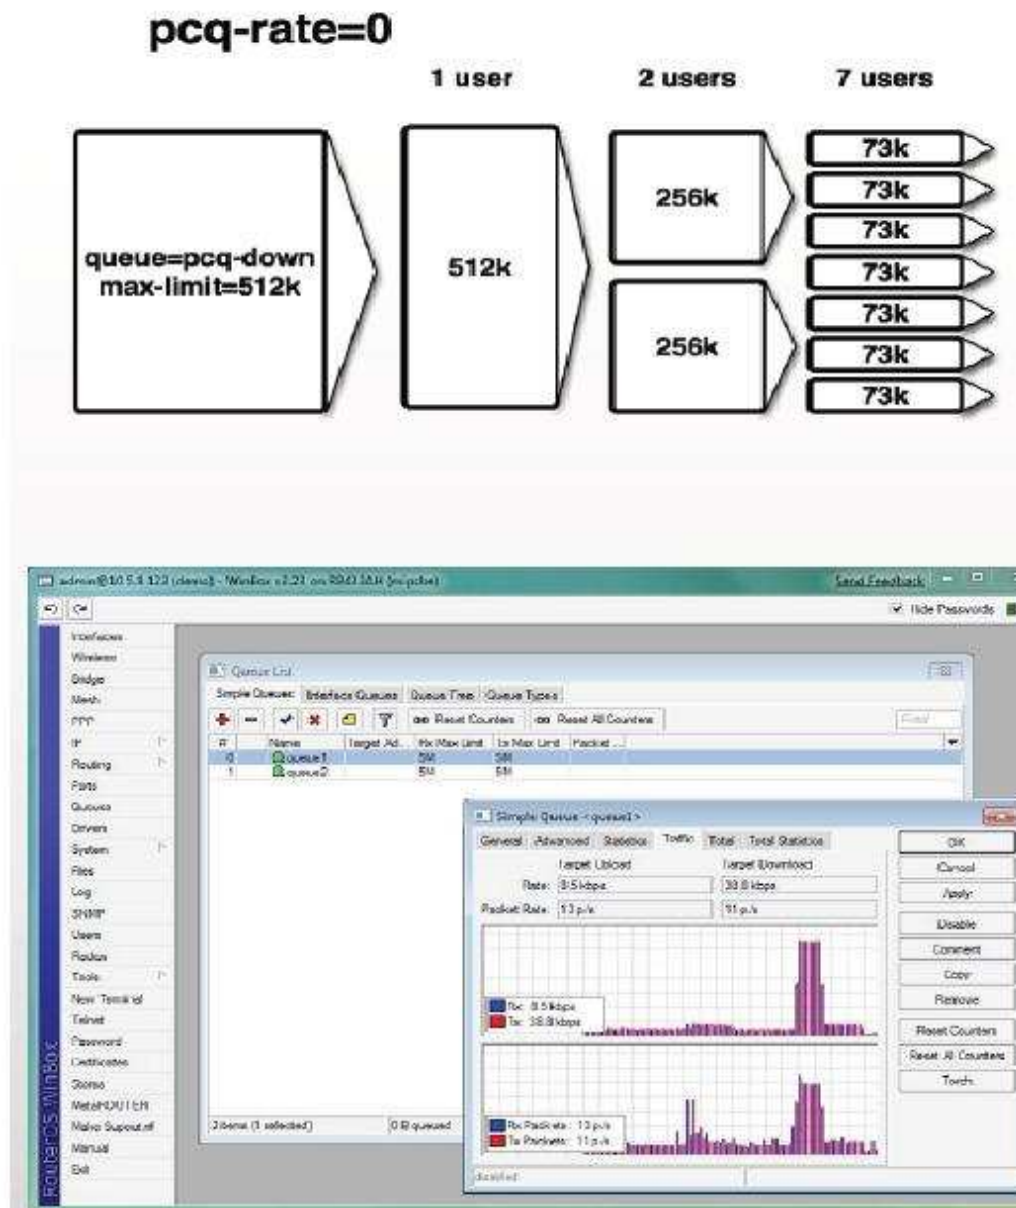 pcq-rate=0
1 user
2 users
7 users
queue=pcq-down
max-limit=512k
512k
256k
256k
73k
73k
73k
73k
73k
73k
73k
Send Feedback
Hide Passwords
Interfaces
Wireless
Bridge
Mesh
PPP
IP
Routing
Ports
Queues
Drivers
System
Files
Log
SNMP
Users
Radius
Tools
New Terminal
Telnet
Password
Certificates
Stores
MetaROUTER
Make Supout.rif
Manual
Exit
RouterOS WinBox
Queue List
Simple Queues Interface Queues Queue Tree Queue Types
Reset Counters Reset All Counters
Find
# Name Target Ad... Rx Max Limit Tx Max Limit Packet ...
0 queue1 5M 5M
1 queue2 5M 5M
2 items (1 selected) 0 B queued
Simple Queue <queue1>
General Advanced Statistics Traffic Total Total Statistics
Target Upload Target Download
Rate: 8.5 kbps 38.8 kbps
Packet Rate: 13 p/s 11 p/s
Rx: 8.5 kbps
Tx: 38.8 kbps
Rx Packets: 13 p/s
Tx Packets: 11 p/s
disabled
OK
Cancel
Apply
Disable
Comment
Copy
Remove
Reset Counters
Reset All Counters
Torch